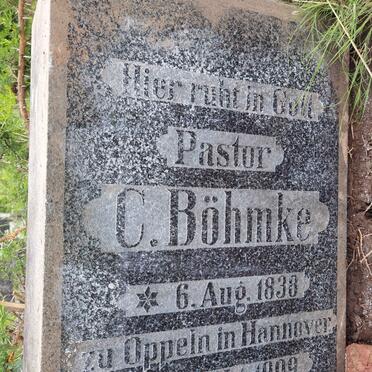 Hier ruht in Gott
Pastor
C. Böhmke
* 6. Aug. 1838
zu Oppeln in Hannover